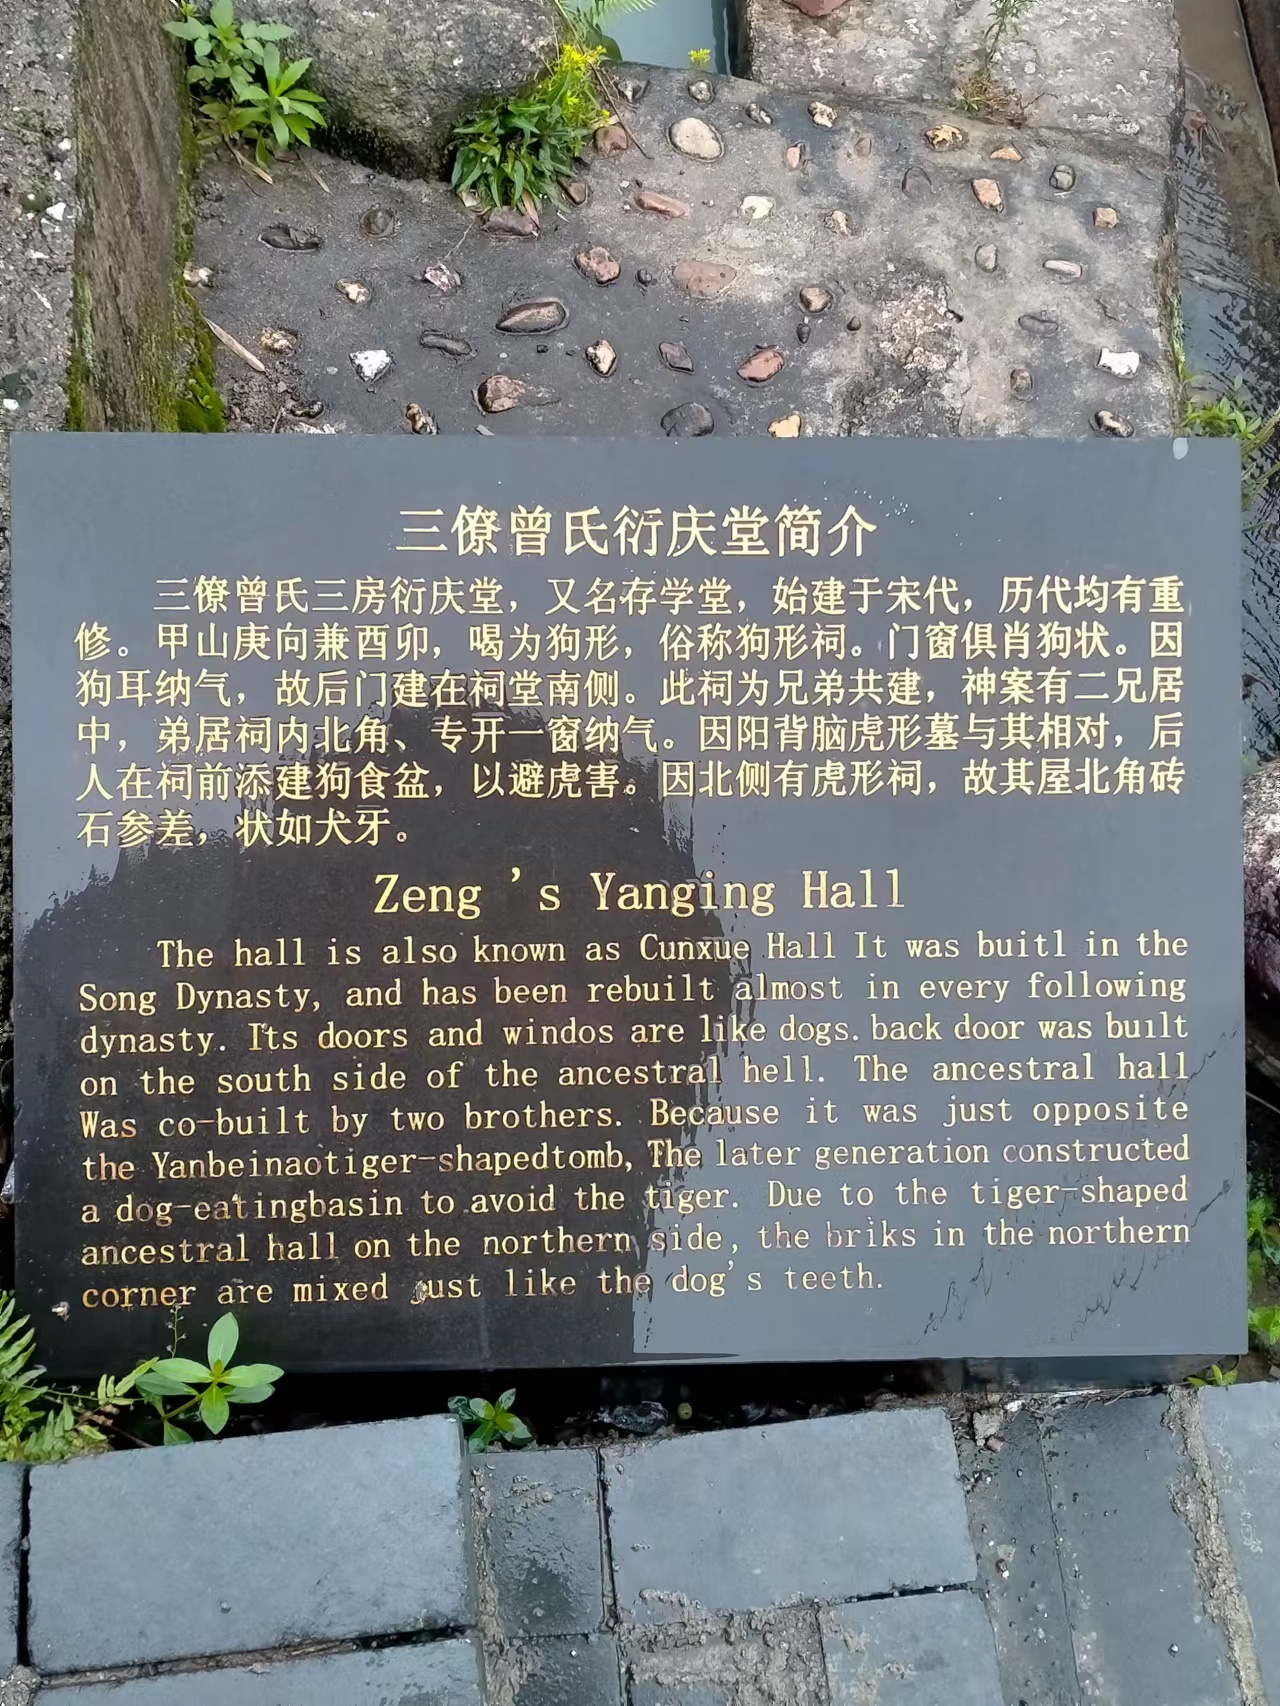 三僚曾氏衍庆堂简介
三僚曾氏三房衍庆堂，又名存学堂，始建于宋代，历代均有重
修。甲山庚向兼酉卯，喝为狗形，俗称狗形祠。门窗俱肖狗状。因
狗耳纳气，故后门建在祠堂南侧。此祠为兄弟共建，神案有二兄居
中，弟居祠内北角、专开一窗纳气。因阳背脑虎形墓与其相对，后
人在祠前添建狗食盆，以避虎害。因北侧有虎形祠，故其屋北角砖
石参差，状如犬牙。
Zeng ’s Yanging Hall
The hall is also known as Cunxue Hall It was buitl in the
Song Dynasty, and has been rebuilt almost in every following
dynasty. Its doors and windos are like dogs. back door was built
on the south side of the ancestral hell. The ancestral hall
Was co-built by two brothers. Because it was just opposite
the Yanbeinaotiger-shapedtomb, The later generation constructed
a dog-eatingbasin to avoid the tiger. Due to the tiger-shaped
ancestral hall on the northern side, the briks in the northern
corner are mixed just like the dog's teeth.